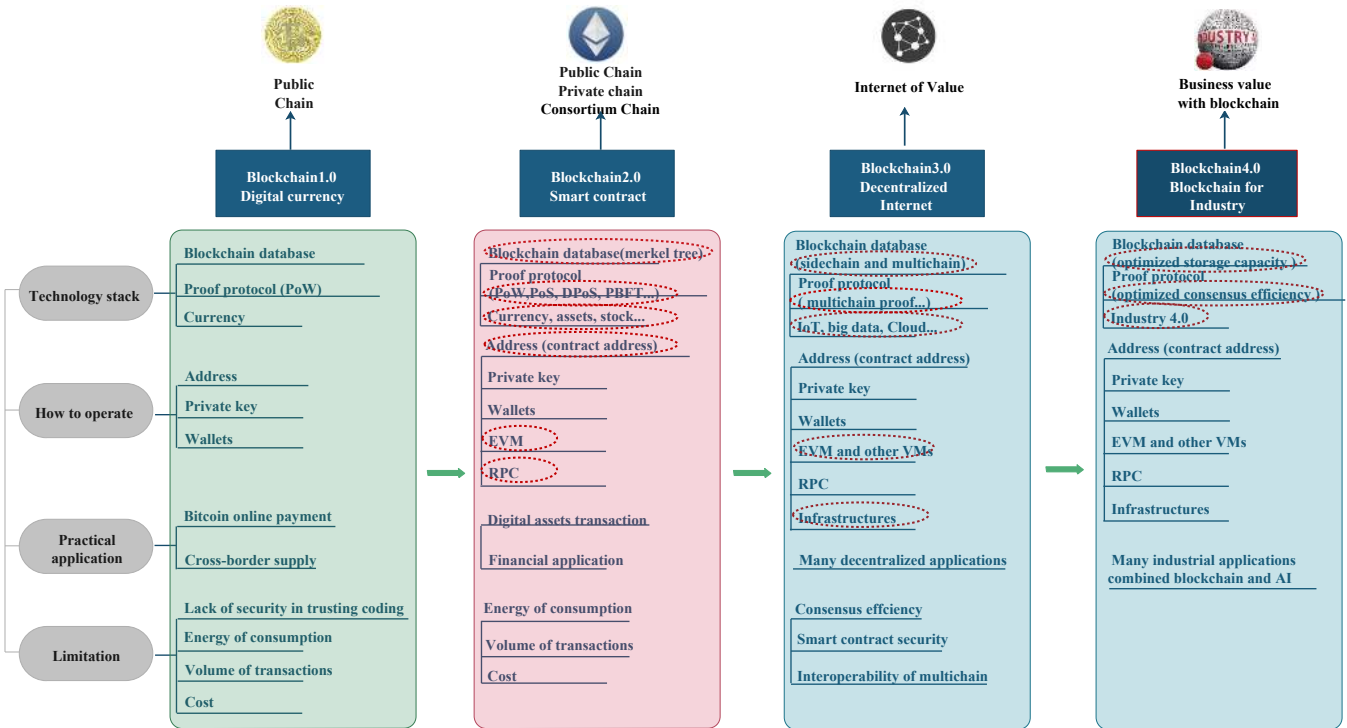 Public
Chain
Public Chain
Private chain
Consortium Chain
Internet of Value
DUSTRY
Business value
with blockchain
Blockchain1.0
Digital currency
Blockchain2.0
Smart contract
Blockchain3.0
Decentralized
Internet
Blockchain4.0
Blockchain for
Industry
Technology stack
How to operate
Practical
application
Limitation
Blockchain database
Proof protocol (PoW)
Currency
Address
Private key
Wallets
Bitcoin online payment
Cross-border supply
Lack of security in trusting coding
Energy of consumption
Volume of transactions
Cost
Blockchain database(merkel tree)
Proof protocol
(PoW,PoS, DPoS, PBFT...)
Currency, assets, stock...
Address (contract address)
Private key
Wallets
EVM
RPC
Digital assets transaction
Financial application
Energy of consumption
Volume of transactions
Cost
Blockchain database
(sidechain and multichain)
Proof protocol
( multichain proof...)
IoT, big data, Cloud...
Address (contract address)
Private key
Wallets
EVM and other VMs
RPC
Infrastructures
Many decentralized applications
Consensus effciency
Smart contract security
Interoperability of multichain
Blockchain database
(optimized storage capacity )
Proof protocol
(optimized consensus efficiency )
Industry 4.0
Address (contract address)
Private key
Wallets
EVM and other VMs
RPC
Infrastructures
Many industrial applications
combined blockchain and AI